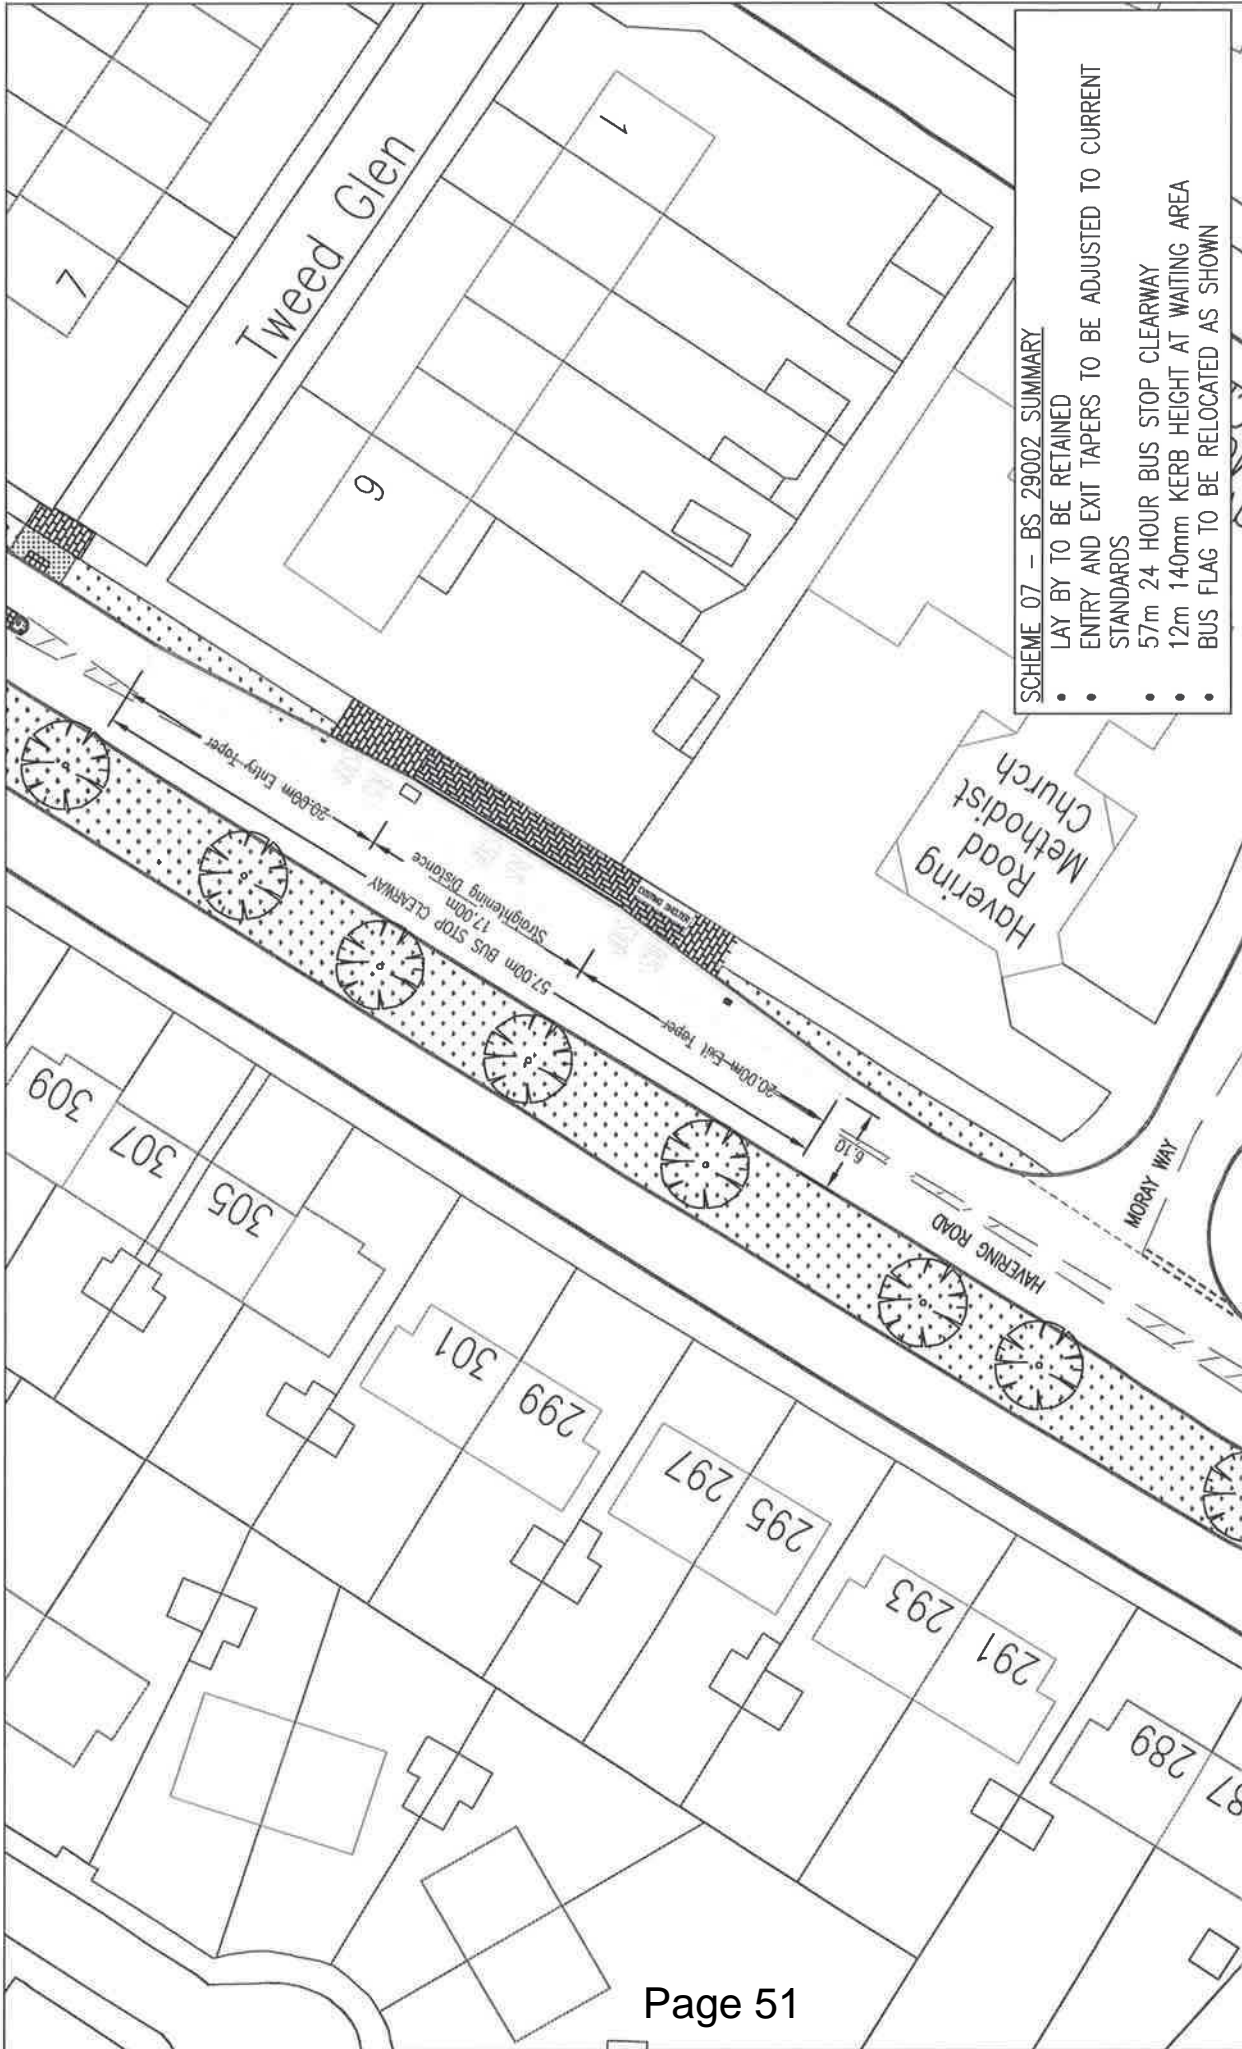 SCHEME 07 - BS 29002 SUMMARY
• LAY BY TO BE RETAINED
• ENTRY AND EXIT TAPERS TO BE ADJUSTED TO CURRENT
STANDARDS
• 57m 24 HOUR BUS STOP CLEARWAY
• 12m 140mm KERB HEIGHT AT WAITING AREA
• BUS FLAG TO BE RELOCATED AS SHOWN
7
Tweed Glen
1
9
Havering
Road
Methodist
Church
20.00m Entry Taper
17.00m
Straightening Distance
57.00m BUS STOP CLEARWAY
20.00m Exit Taper
6.10
HAVERING ROAD
MORAY WAY
309
307
305
301
299
297
295
293
291
289
87
Page 51